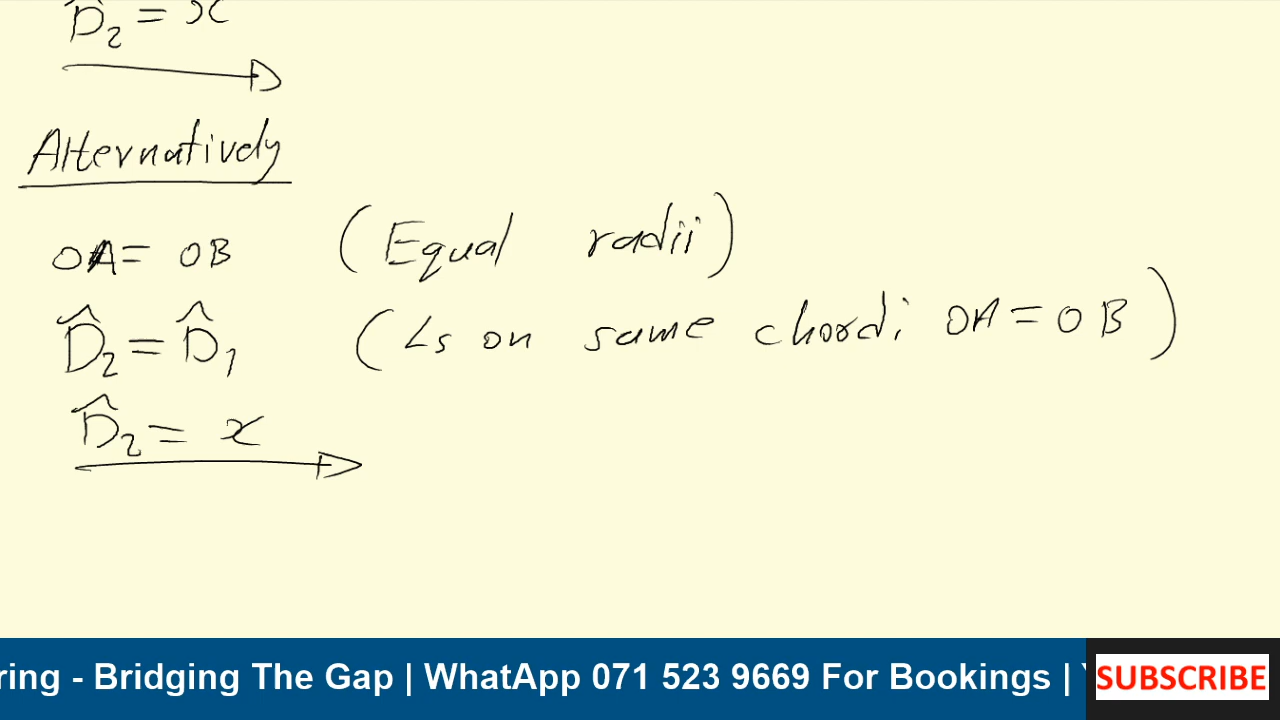 D̂₂ = x
Alternatively
OA = OB (Equal radii)
D̂₂ = D̂₁ (∠s on same chord; OA = OB)
D̂₂ = x
ring - Bridging The Gap | WhatApp 071 523 9669 For Bookings |
SUBSCRIBE